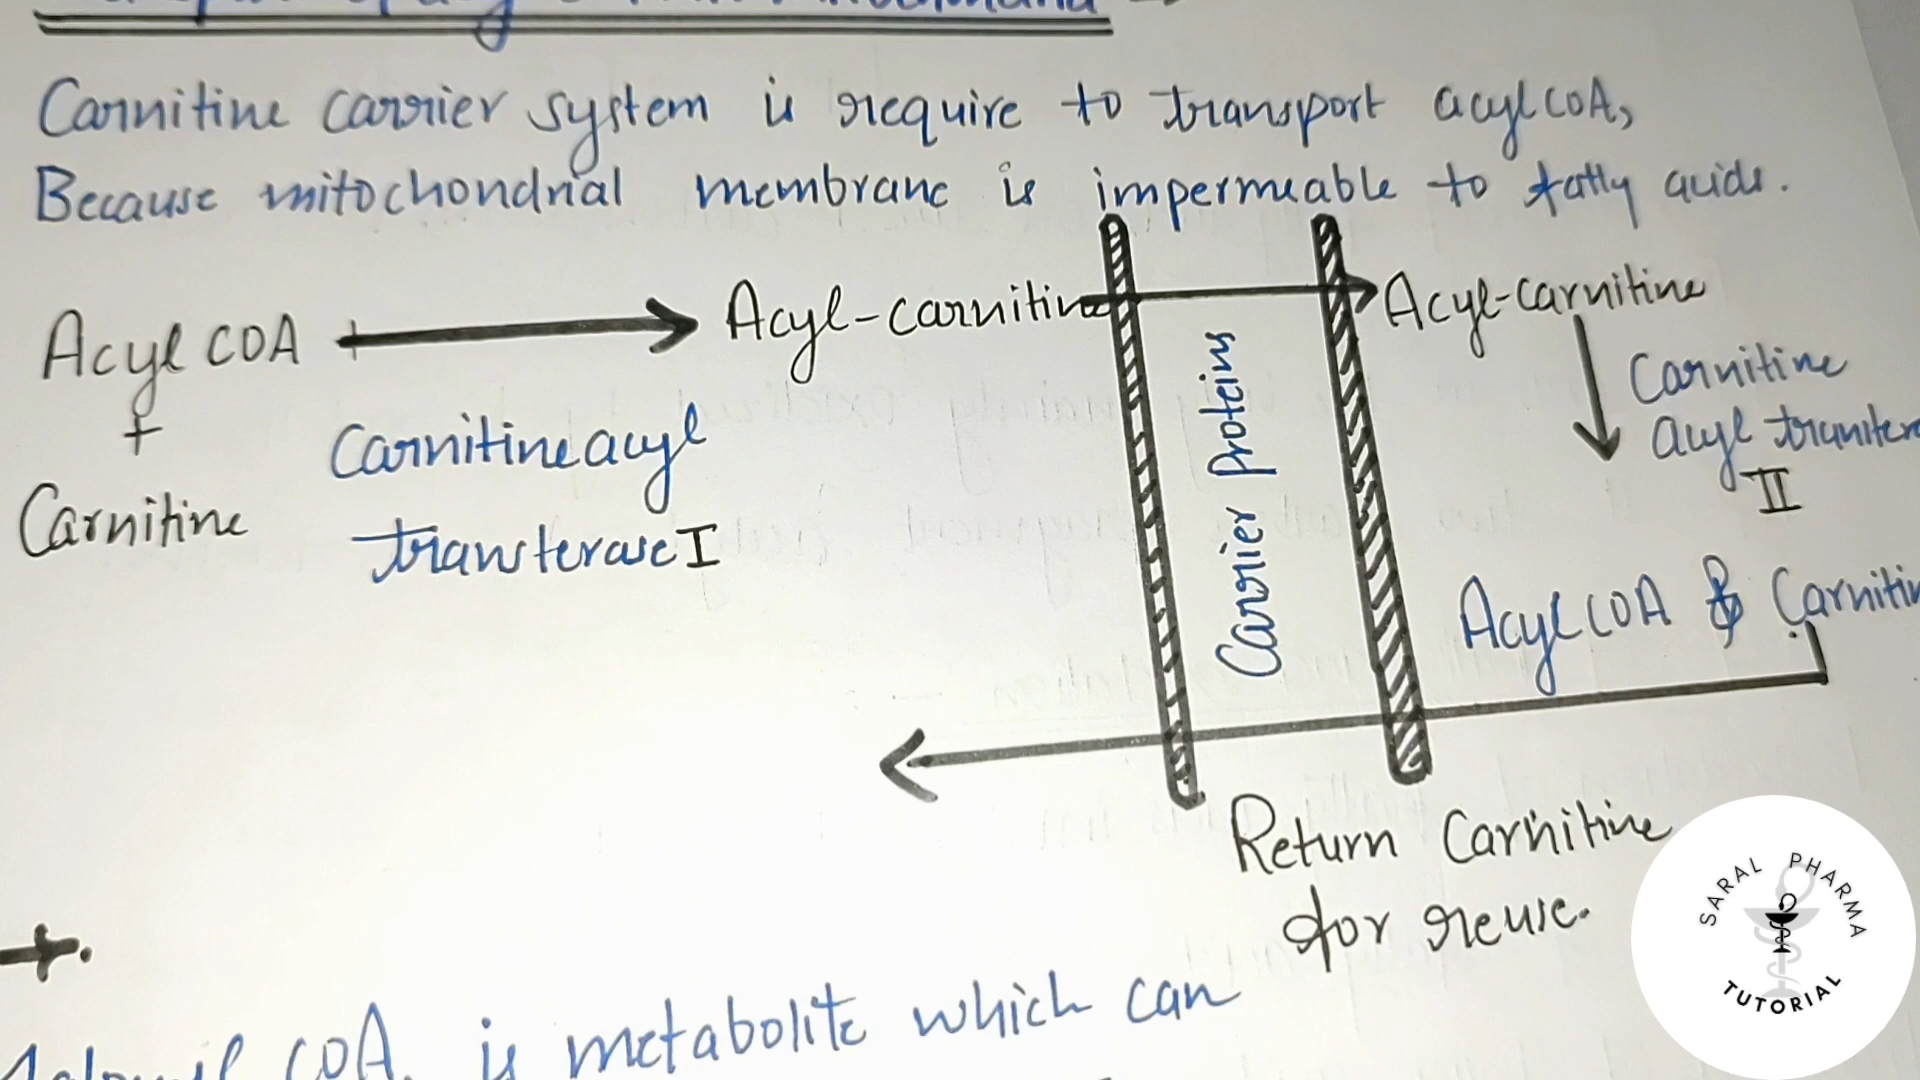 Carnitine carrier system is require to transport acyl COA,
Because mitochondrial membrane is impermeable to fatty acids.
Acyl COA
+
Carnitine
Carnitine acyl
transferase I
Acyl-carnitine
Carrier Proteins
Acyl-carnitine
Carnitine
acyl transfer
II
Acyl COA & Carnitin
Return Carnitine
for reuse.
COA is metabolite which can
SARAL PHARMA
TUTORIAL